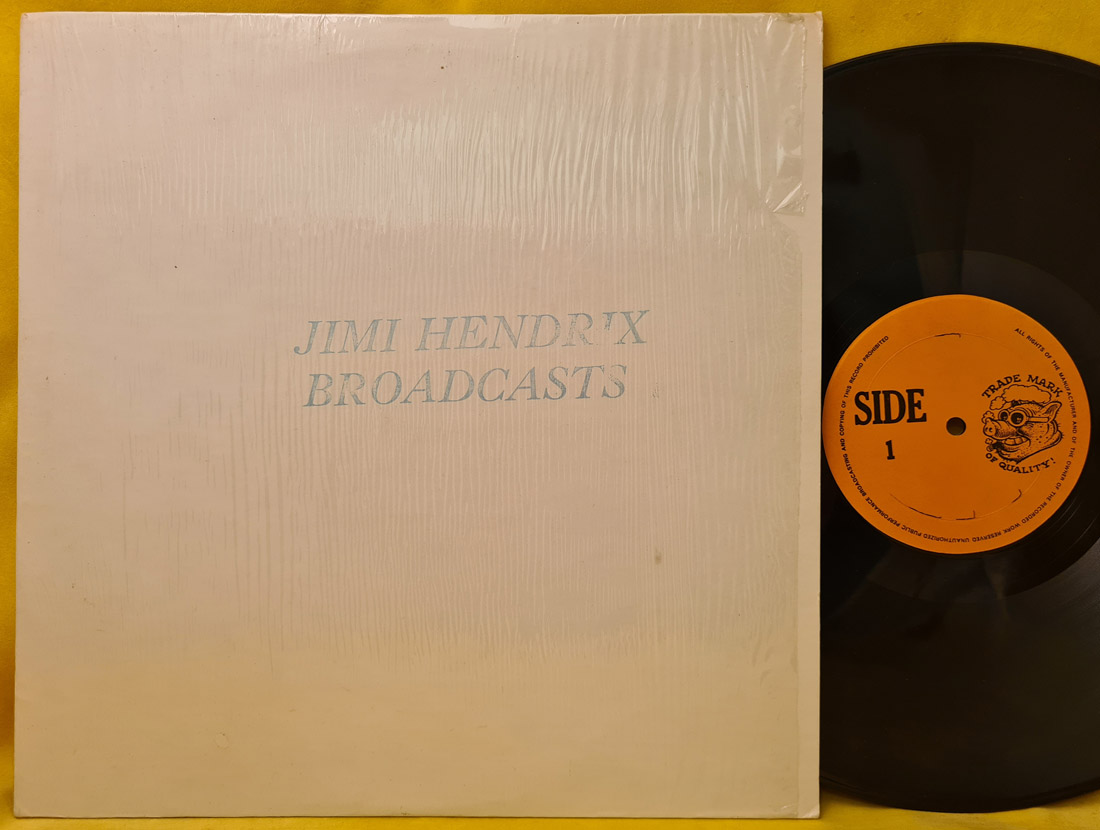 JIMI HENDRIX
BROADCASTS
SIDE
1
TRADE MARK
OF QUALITY!
ALL RIGHTS OF THE MANUFACTURER AND OF THE OWNER OF THE RECORDED WORK RESERVED UNAUTHORIZED PUBLIC PERFORMANCE BROADCASTING AND COPYING OF THIS RECORD PROHIBITED